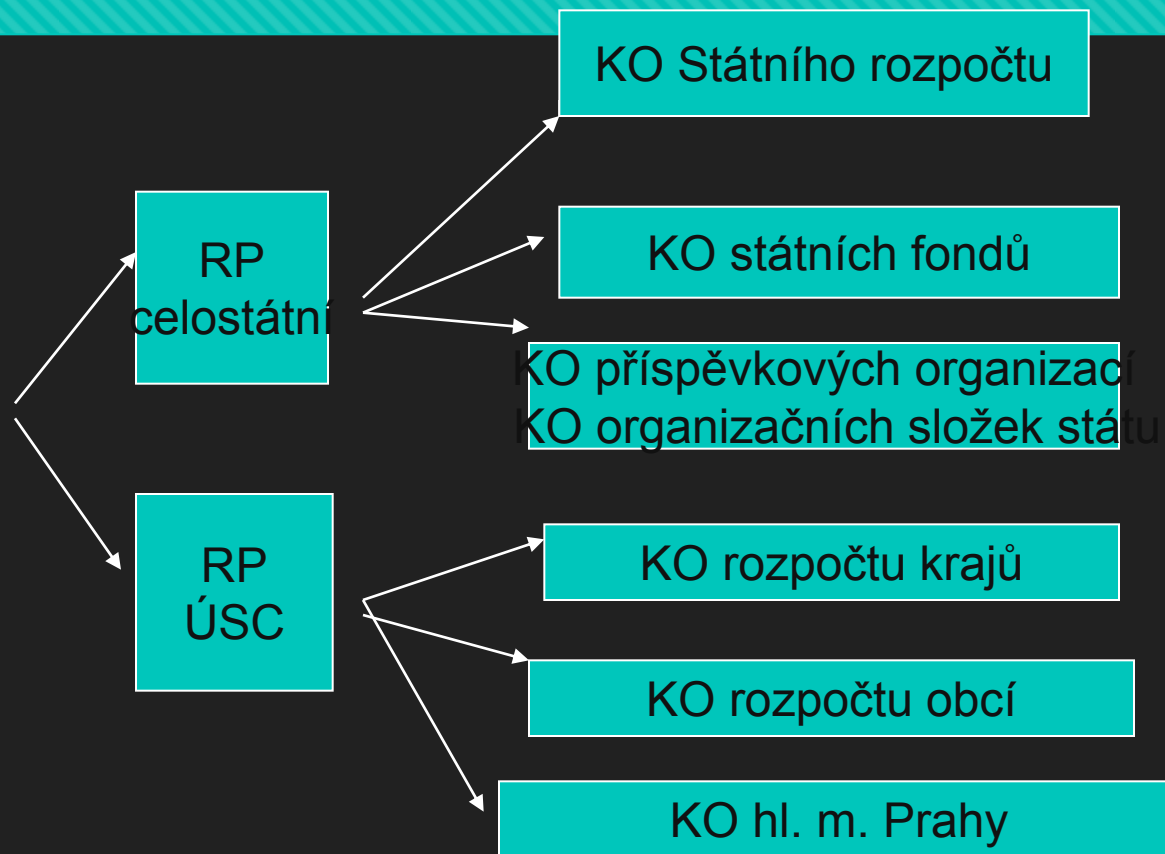 KO Státního rozpočtu
RP
celostátní
KO státních fondů
KO příspěvkových organizací
KO organizačních složek státu
RP
ÚSC
KO rozpočtu krajů
KO rozpočtu obcí
KO hl. m. Prahy